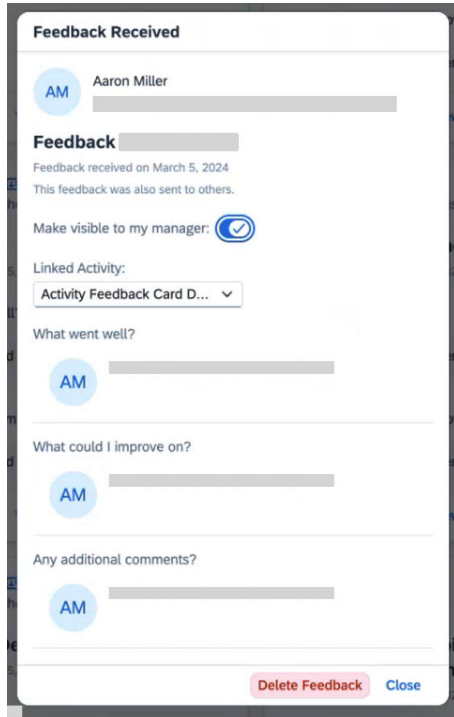 Feedback Received
AM
Aaron Miller
Feedback
Feedback received on March 5, 2024
This feedback was also sent to others.
Make visible to my manager:
Linked Activity:
Activity Feedback Card D...
What went well?
AM
What could I improve on?
AM
Any additional comments?
AM
Delete Feedback
Close